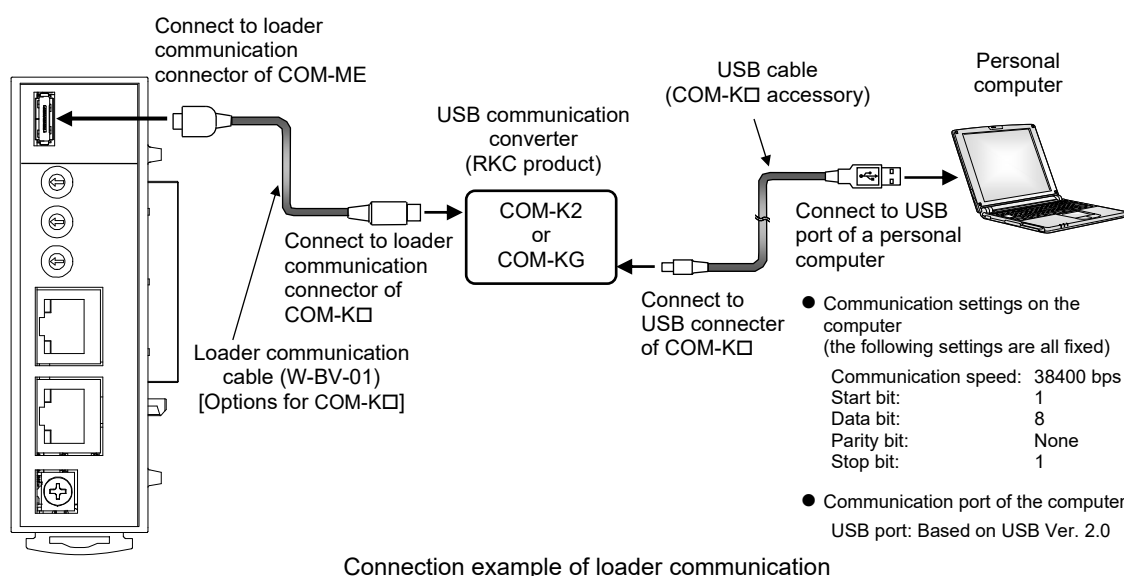 Connect to loader
communication
connector of COM-ME
USB communication
converter
(RKC product)
USB cable
(COM-K□ accessory)
Personal
computer
COM-K2
or
COM-KG
Connect to loader
communication
connector of
COM-K□
Loader communication
cable (W-BV-01)
[Options for COM-K□]
Connect to USB
port of a personal
computer
Connect to
USB connecter
of COM-K□
● Communication settings on the
computer
(the following settings are all fixed)
Communication speed: 38400 bps
Start bit: 1
Data bit: 8
Parity bit: None
Stop bit: 1
● Communication port of the computer
USB port: Based on USB Ver. 2.0
Connection example of loader communication